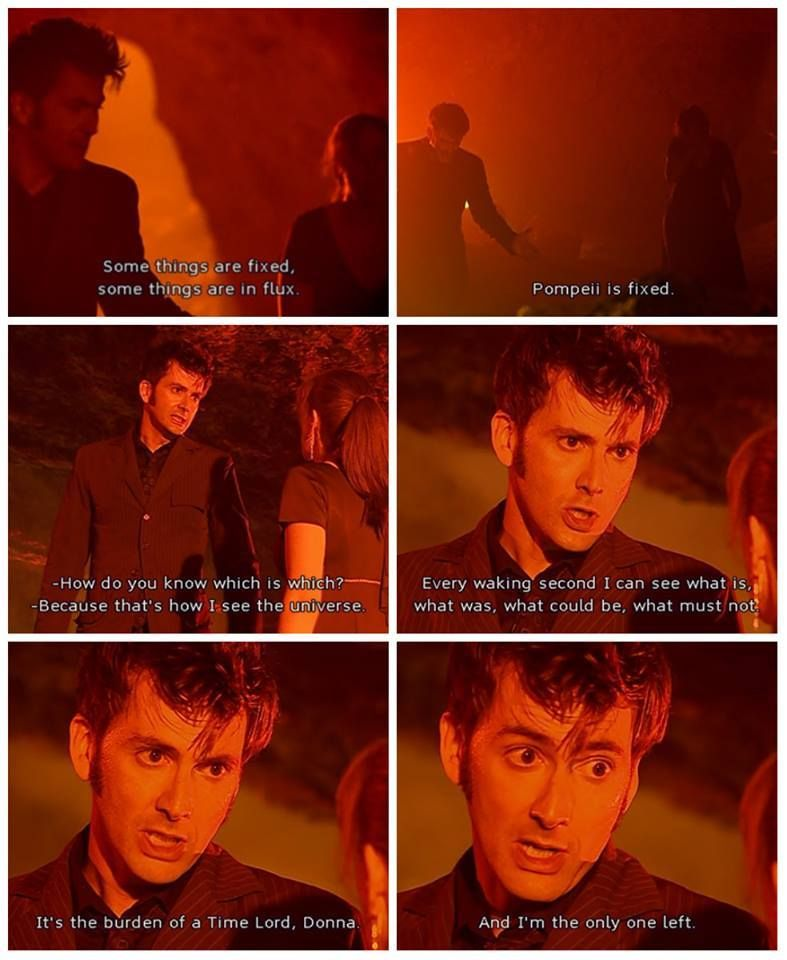 Some things are fixed,
some things are in flux.
Pompeii is fixed.
-How do you know which is which?
-Because that's how I see the universe.
Every waking second I can see what is,
what was, what could be, what must not.
It's the burden of a Time Lord, Donna.
And I'm the only one left.